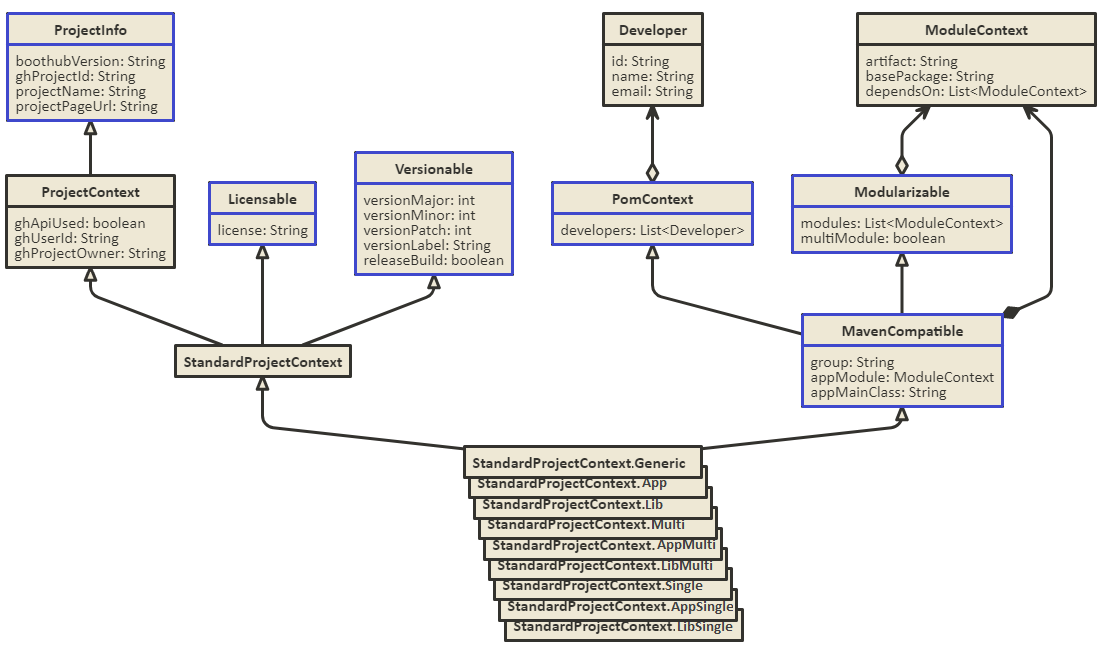 ProjectInfo
boothubVersion: String
ghProjectId: String
projectName: String
projectPageUrl: String
Developer
id: String
name: String
email: String
ModuleContext
artifact: String
basePackage: String
dependsOn: List<ModuleContext>
ProjectContext
ghApiUsed: boolean
ghUserId: String
ghProjectOwner: String
Licensable
license: String
Versionable
versionMajor: int
versionMinor: int
versionPatch: int
versionLabel: String
releaseBuild: boolean
PomContext
developers: List<Developer>
Modularizable
modules: List<ModuleContext>
multiModule: boolean
StandardProjectContext
MavenCompatible
group: String
appModule: ModuleContext
appMainClass: String
StandardProjectContext.Generic
StandardProjectContext.App
StandardProjectContext.Lib
StandardProjectContext.Multi
StandardProjectContext.AppMulti
StandardProjectContext.LibMulti
StandardProjectContext.Single
StandardProjectContext.AppSingle
StandardProjectContext.LibSingle